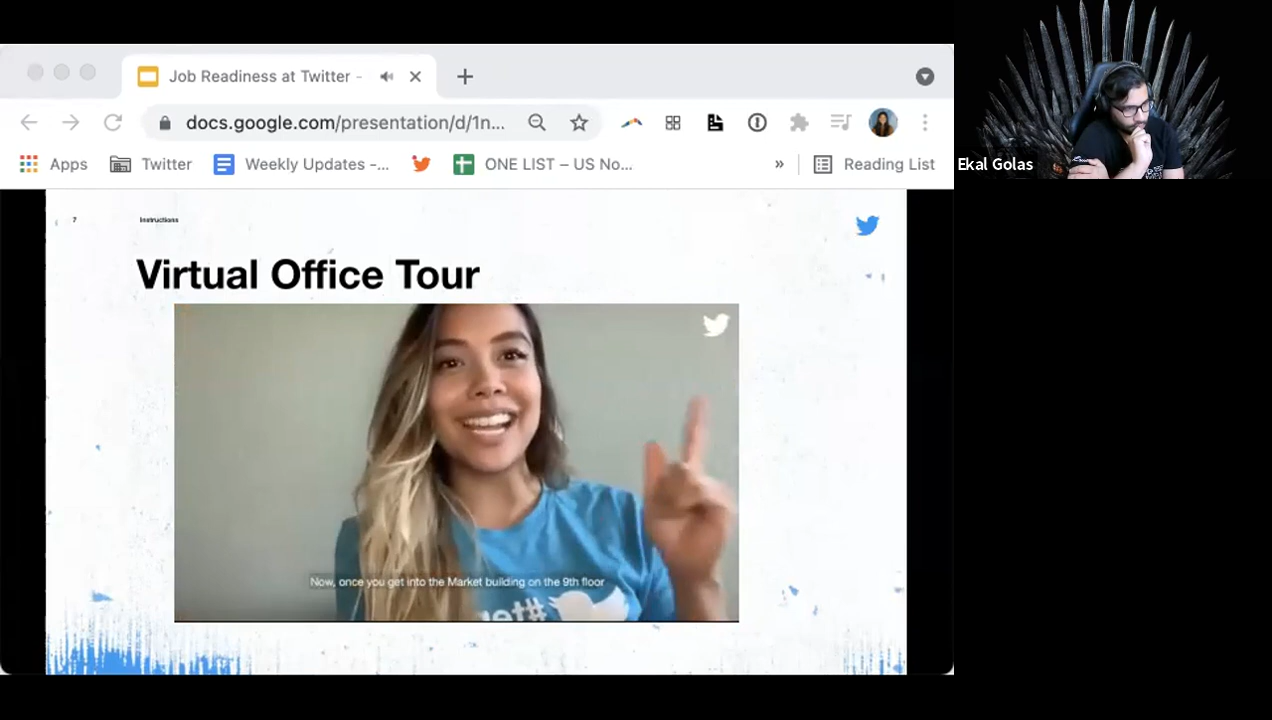 Job Readiness at Twitter -
docs.google.com/presentation/d/1n...
Apps
Twitter
Weekly Updates -...
ONE LIST – US No...
»
Reading List
Ekal Golas
7
Instructions
Virtual Office Tour
Now, once you get into the Market building on the 9th floor
et#